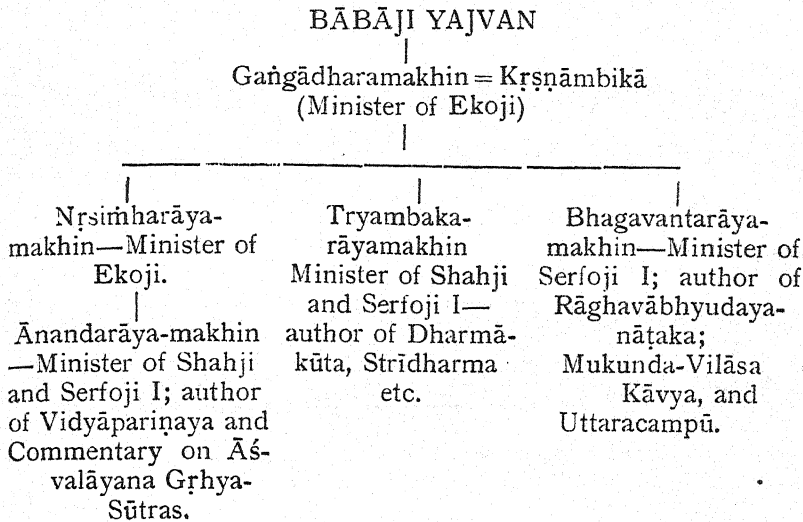 BĀBĀJI YAJVAN
Gaṅgādharamakhin = Kṛṣṇāmbikā
(Minister of Ekoji)
Nṛsiṁharāya-
makhin—Minister of
Ekoji.
Ānandarāya-makhin
—Minister of Shahji
and Serfoji I; author
of Vidyāpariṇaya and
Commentary on Āś-
valāyana Gṛhya-
Sūtras.
Tryambaka-
rāyamakhin
Minister of Shahji
and Serfoji I—
author of Dharmā-
kūta, Strīdharma
etc.
Bhagavantarāya-
makhin—Minister of
Serfoji I; author of
Rāghavābhyudaya-
nāṭaka;
Mukunda-Vilāsa
Kāvya, and
Uttaracampū.